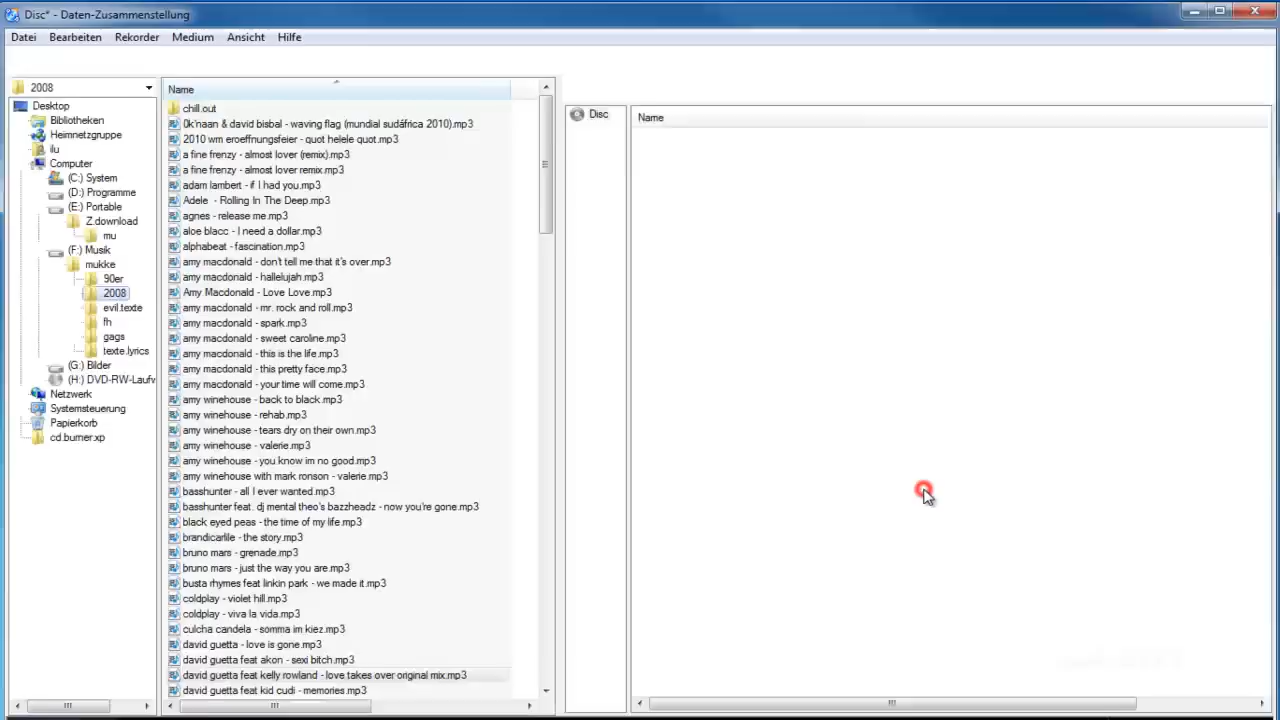 Disc* - Daten-Zusammenstellung
Datei Bearbeiten Rekorder Medium Ansicht Hilfe
2008
Desktop
Bibliotheken
Heimnetzgruppe
ilu
Computer
(C:) System
(D:) Programme
(E:) Portable
Z.download
mu
(F:) Musik
mukke
90er
2008
evil.texte
fh
gags
texte.lyrics
(G:) Bilder
(H:) DVD-RW-Laufw
Netzwerk
Systemsteuerung
Papierkorb
cd.burner.xp
Name
chill.out
0k'naan & david bisbal - waving flag (mundial sudáfrica 2010).mp3
2010 wm eroeffnungsfeier - quot helele quot.mp3
a fine frenzy - almost lover (remix).mp3
a fine frenzy - almost lover remix.mp3
adam lambert - if I had you.mp3
Adele  - Rolling In The Deep.mp3
agnes - release me.mp3
aloe blacc - I need a dollar.mp3
alphabeat - fascination.mp3
amy macdonald - don't tell me that it's over.mp3
amy macdonald - hallelujah.mp3
Amy Macdonald - Love Love.mp3
amy macdonald - mr. rock and roll.mp3
amy macdonald - spark.mp3
amy macdonald - sweet caroline.mp3
amy macdonald - this is the life.mp3
amy macdonald - this pretty face.mp3
amy macdonald - your time will come.mp3
amy winehouse - back to black.mp3
amy winehouse - rehab.mp3
amy winehouse - tears dry on their own.mp3
amy winehouse - valerie.mp3
amy winehouse - you know im no good.mp3
amy winehouse with mark ronson - valerie.mp3
basshunter - all I ever wanted.mp3
basshunter feat. dj mental theo's bazzheadz - now you're gone.mp3
black eyed peas - the time of my life.mp3
brandicarlile - the story.mp3
bruno mars - grenade.mp3
bruno mars - just the way you are.mp3
busta rhymes feat linkin park - we made it.mp3
coldplay - violet hill.mp3
coldplay - viva la vida.mp3
culcha candela - somma im kiez.mp3
david guetta - love is gone.mp3
david guetta feat akon - sexi bitch.mp3
david guetta feat kelly rowland - love takes over original mix.mp3
david guetta feat kid cudi - memories.mp3
Disc
Name